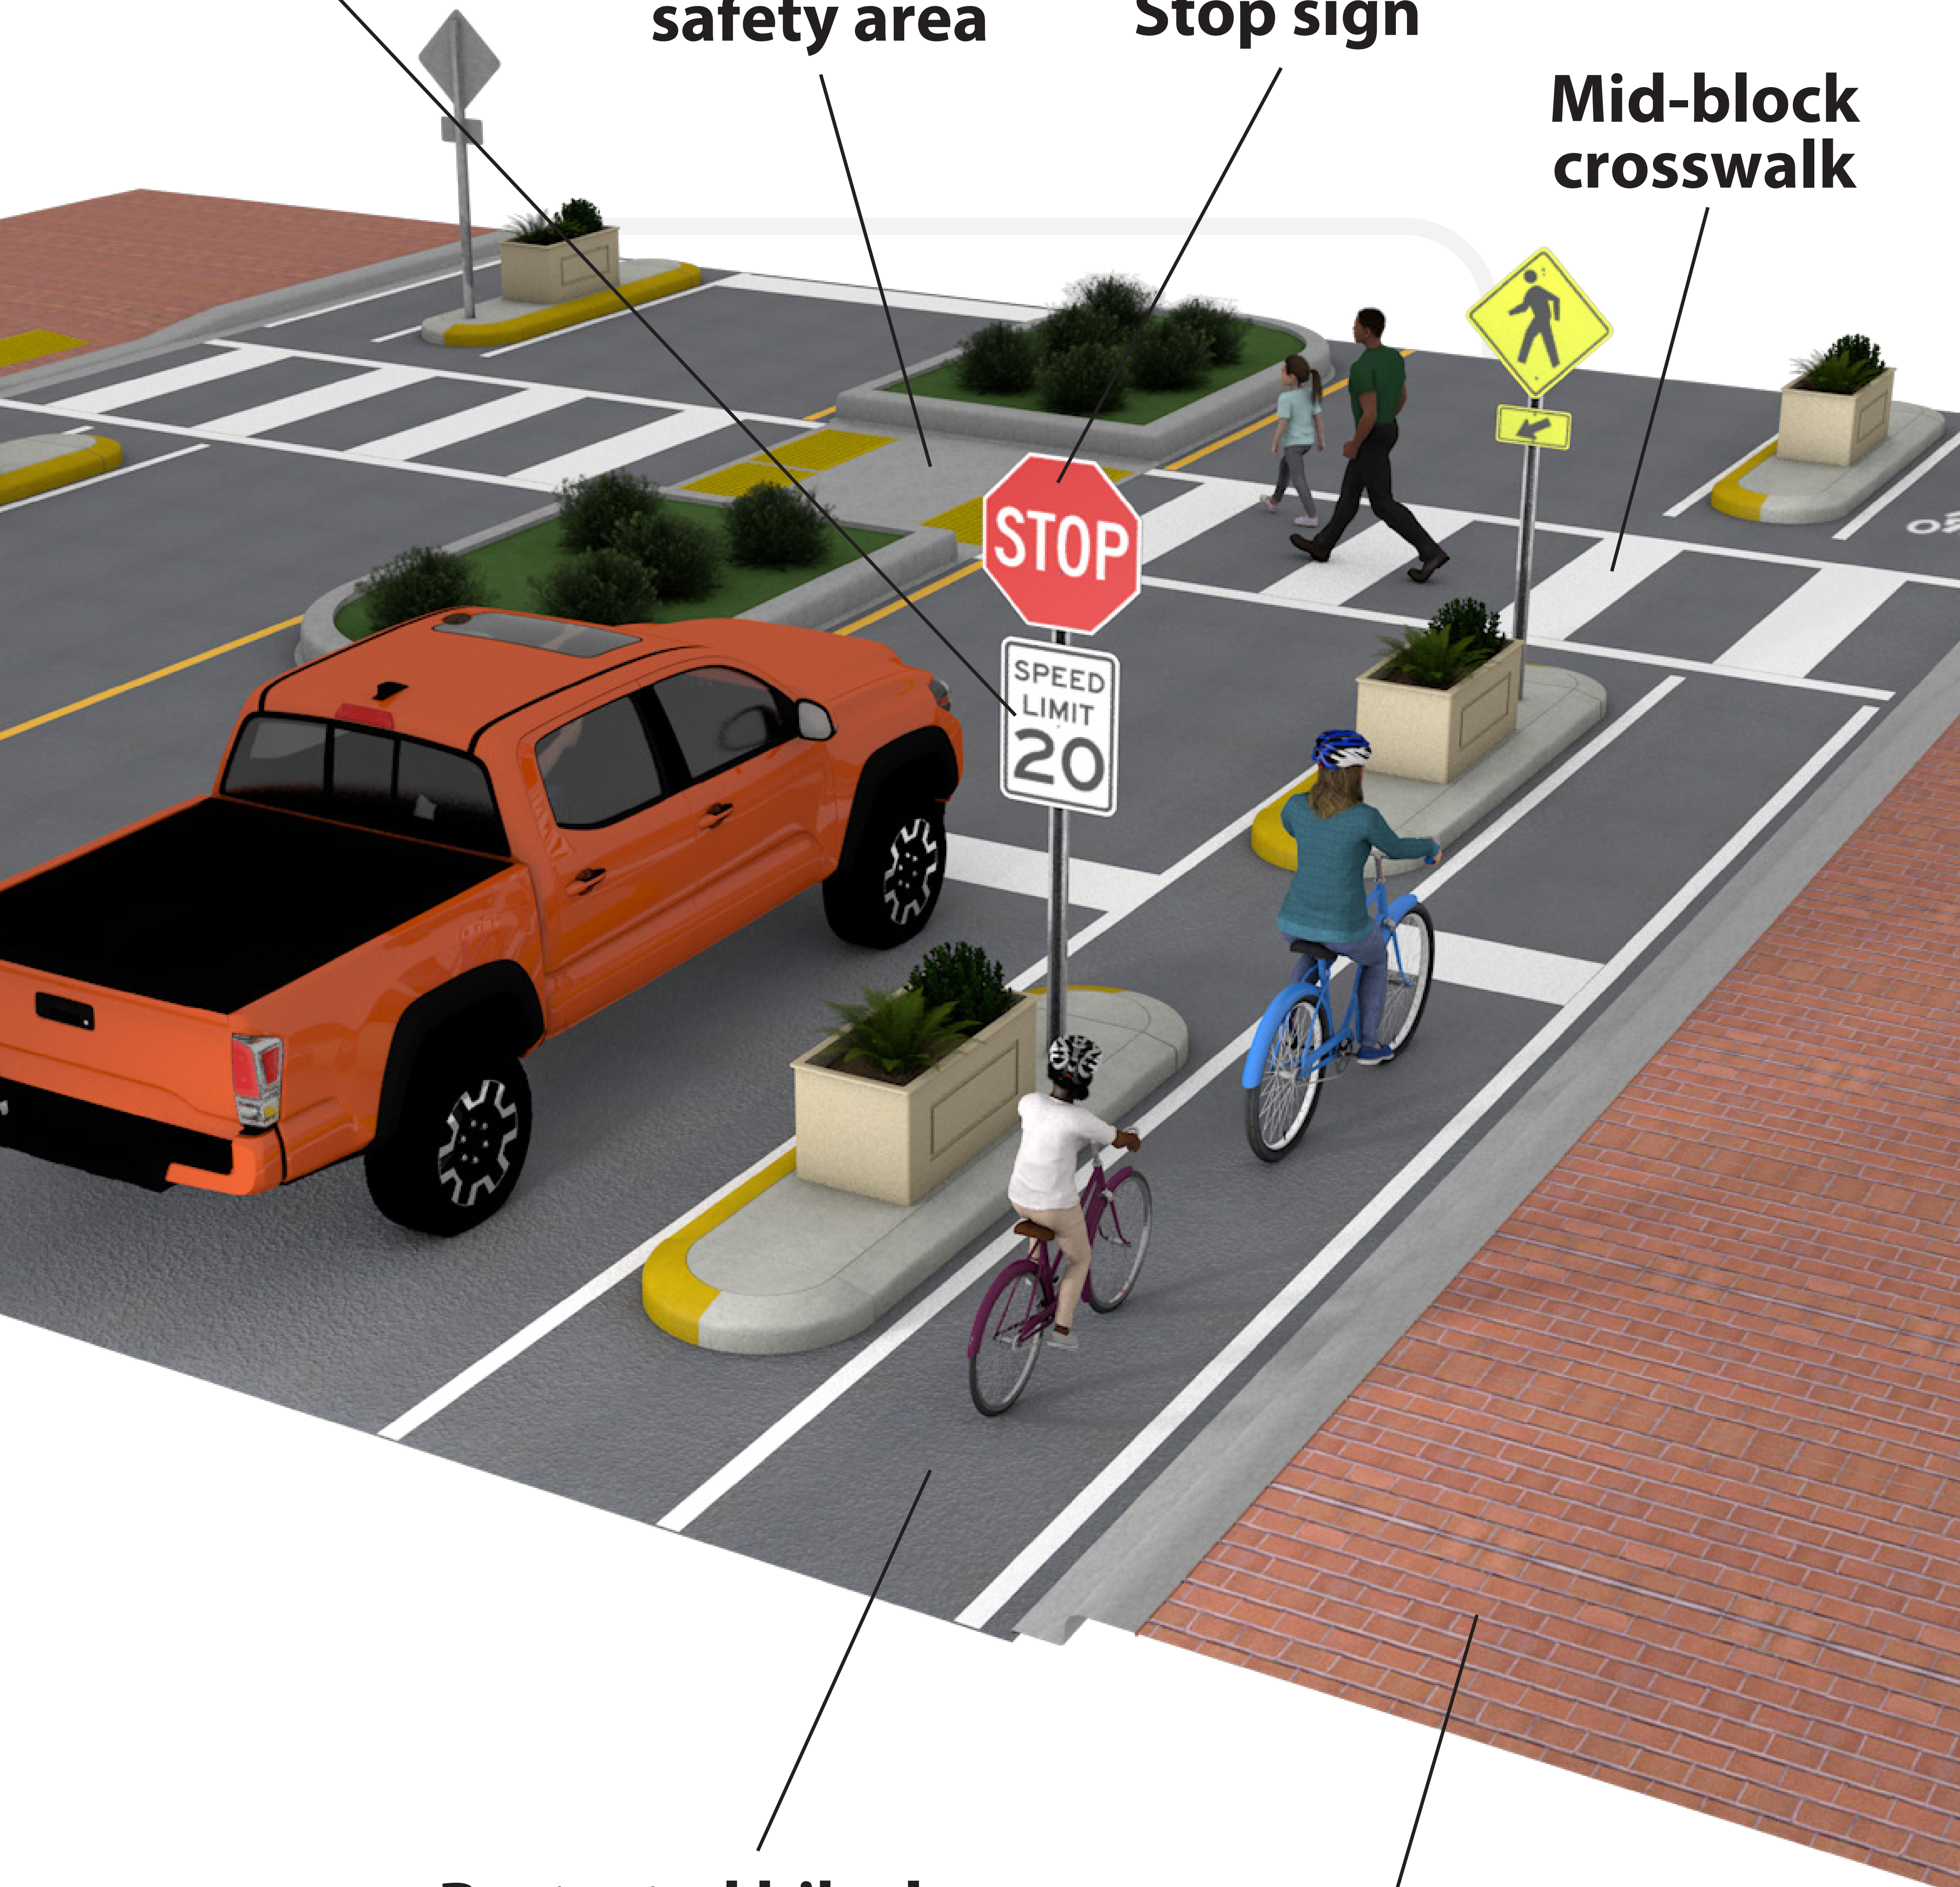 safety area
Stop sign
Mid-block
crosswalk
STOP
SPEED
LIMIT
20